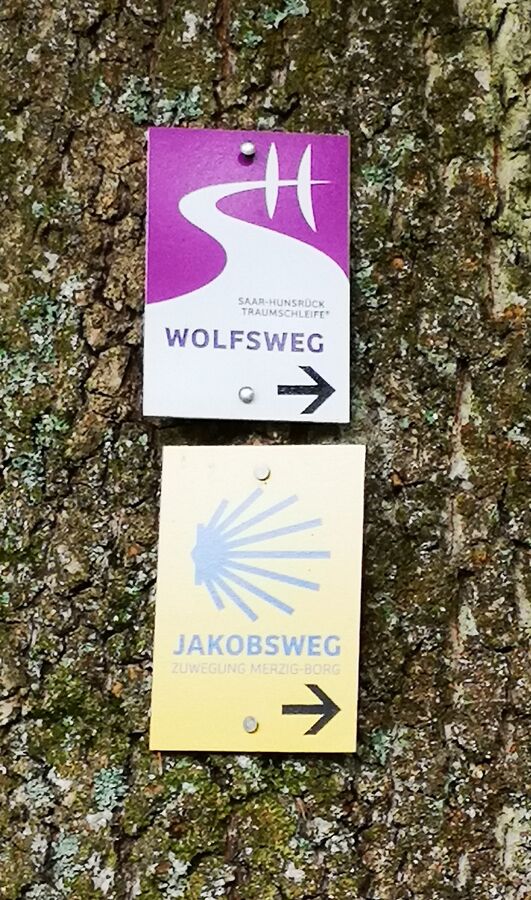 SAAR-HUNSRÜCK
TRAUMSCHLEIFE®
WOLFSWEG
JAKOBSWEG
ZUWEGUNG MERZIG-BORG